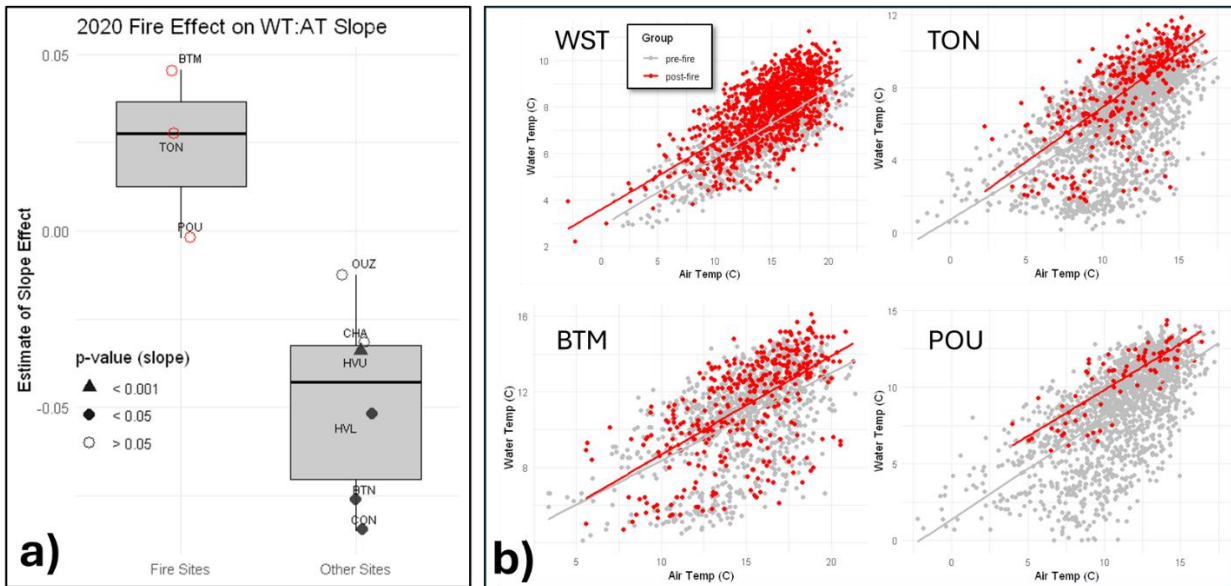 2020 Fire Effect on WT:AT Slope
Estimate of Slope Effect
0.05
0.00
-0.05
BTM
TON
POU
OUZ
CHA
HVU
HVL
BTN
CON
p-value (slope)
< 0.001
< 0.05
> 0.05
a)
Fire Sites
Other Sites
WST
Group
pre-fire
post-fire
Water Temp (C)
10
8
6
4
2
0
5
10
15
20
Air Temp (C)
TON
Water Temp (C)
12
8
4
0
0
5
10
15
Air Temp (C)
BTM
Water Temp (C)
16
12
8
5
10
15
20
Air Temp (C)
b)
POU
Water Temp (C)
15
10
5
0
0
5
10
15
Air Temp (C)